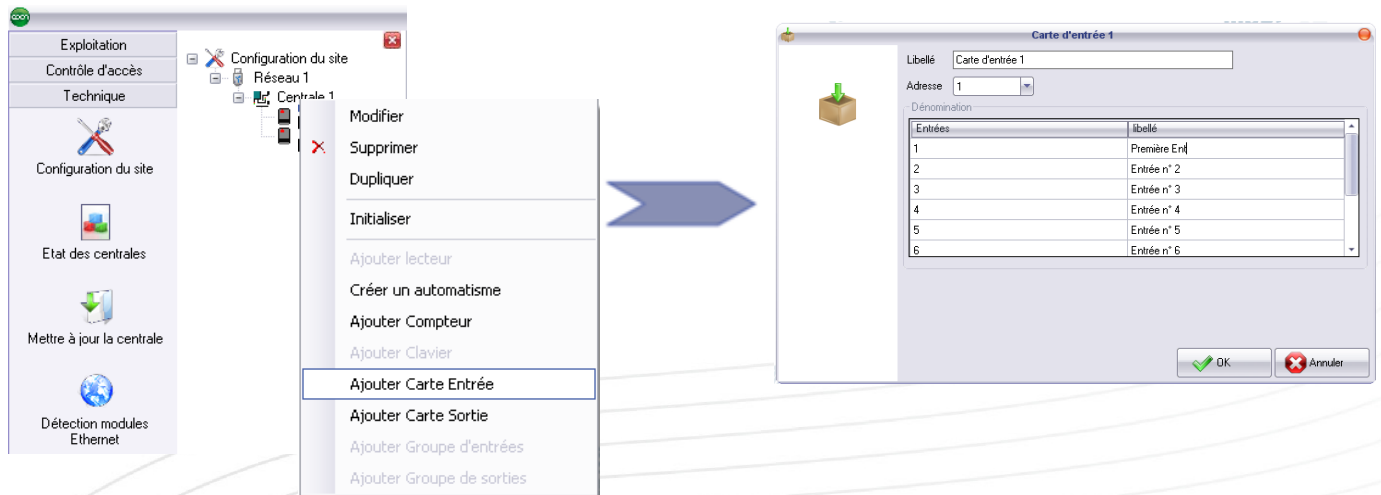 Exploitation
Contrôle d'accès
Technique
Configuration du site
Etat des centrales
Mettre à jour la centrale
Détection modules
Ethernet
Configuration du site
Réseau 1
Centrale 1
Modifier
Supprimer
Dupliquer
Initialiser
Ajouter lecteur
Créer un automatisme
Ajouter Compteur
Ajouter Clavier
Ajouter Carte Entrée
Ajouter Carte Sortie
Ajouter Groupe d'entrées
Ajouter Groupe de sorties
Carte d'entrée 1
Libellé Carte d'entrée 1
Adresse 1
Dénomination
Entrées libellé
1 Première Ent
2 Entrée n° 2
3 Entrée n° 3
4 Entrée n° 4
5 Entrée n° 5
6 Entrée n° 6
OK Annuler